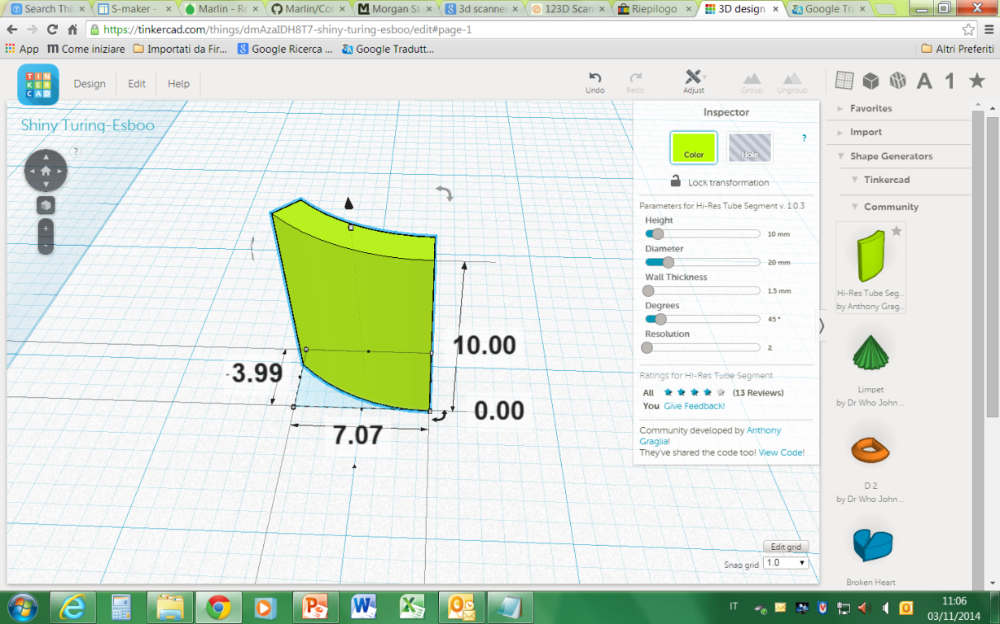 Search Thi
S-maker -
Marlin - Re
Marlin/Con
Morgan St
3d scanne
123D Scan
Riepilogo
3D design
Google Tra
https://tinkercad.com/things/dmAzaIDH8T7-shiny-turing-esboo/edit#page-1
App
Come iniziare
Importati da Fir...
Google Ricerca ...
Google Tradutt...
Altri Preferiti
TIN
KER
CAD
Design
Edit
Help
Undo
Redo
Adjust
Group
Ungroup
Shiny Turing-Esboo
?
+
-
10.00
3.99
0.00
7.07
Inspector
Color
Hole
?
Lock transformation
Parameters for Hi-Res Tube Segment v. 1.0.3
Height
10 mm
Diameter
20 mm
Wall Thickness
1.5 mm
Degrees
45 °
Resolution
2
Ratings for Hi-Res Tube Segment
All (13 Reviews)
You Give Feedback!
Community developed by Anthony
Graglia!
They've shared the code too! View Code!
Edit grid
Snap grid 1.0
Favorites
Import
Shape Generators
Tinkercad
Community
Hi-Res Tube Seg...
by Anthony Grag...
Limpet
by Dr Who John ...
D 2
by Dr Who John ...
Broken Heart
IT
11:06
03/11/2014